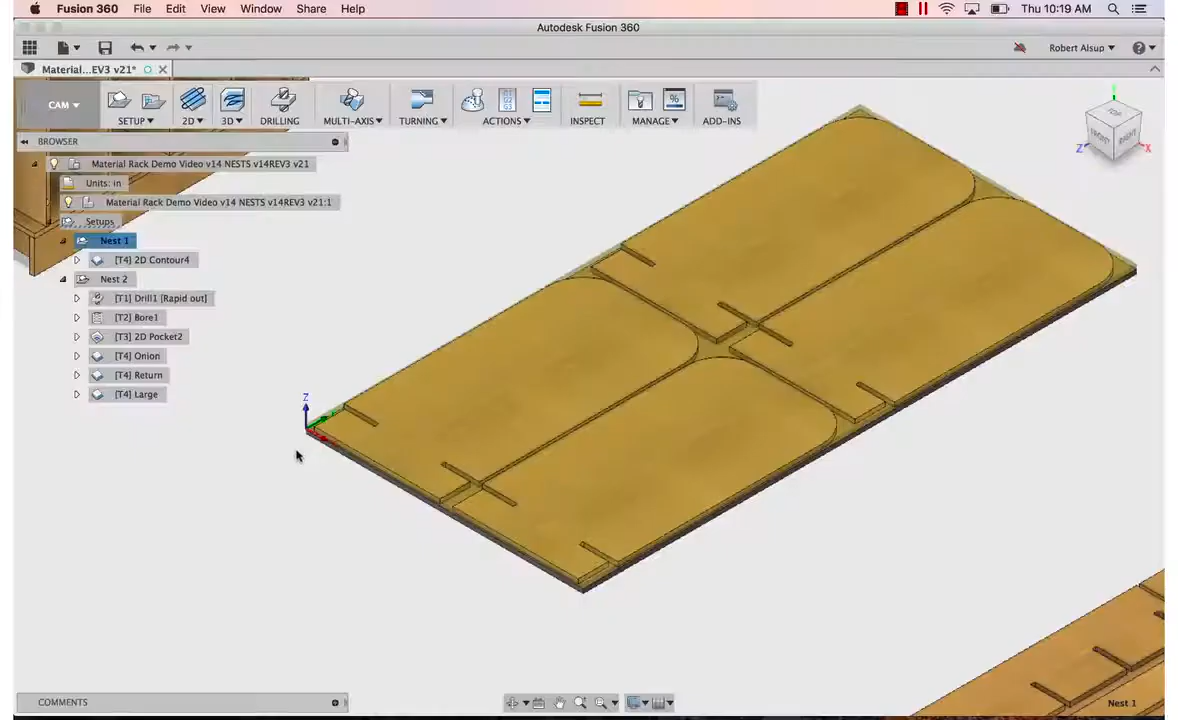 Fusion 360 File Edit View Window Share Help Thu 10:19 AM
Autodesk Fusion 360
Robert Alsup
Material...EV3 v21*
CAM SETUP 2D 3D DRILLING MULTI-AXIS TURNING ACTIONS INSPECT MANAGE ADD-INS
G1
G2
%
BROWSER
Material Rack Demo Video v14 NESTS v14REV3 v21
Units: in
Material Rack Demo Video v14 NESTS v14REV3 v21:1
Setups
Nest 1
[T4] 2D Contour4
Nest 2
[T1] Drill1 [Rapid out]
[T2] Bore1
[T3] 2D Pocket2
[T4] Onion
[T4] Return
[T4] Large
Z
FRONT RIGHT
Z X
COMMENTS
Nest 1